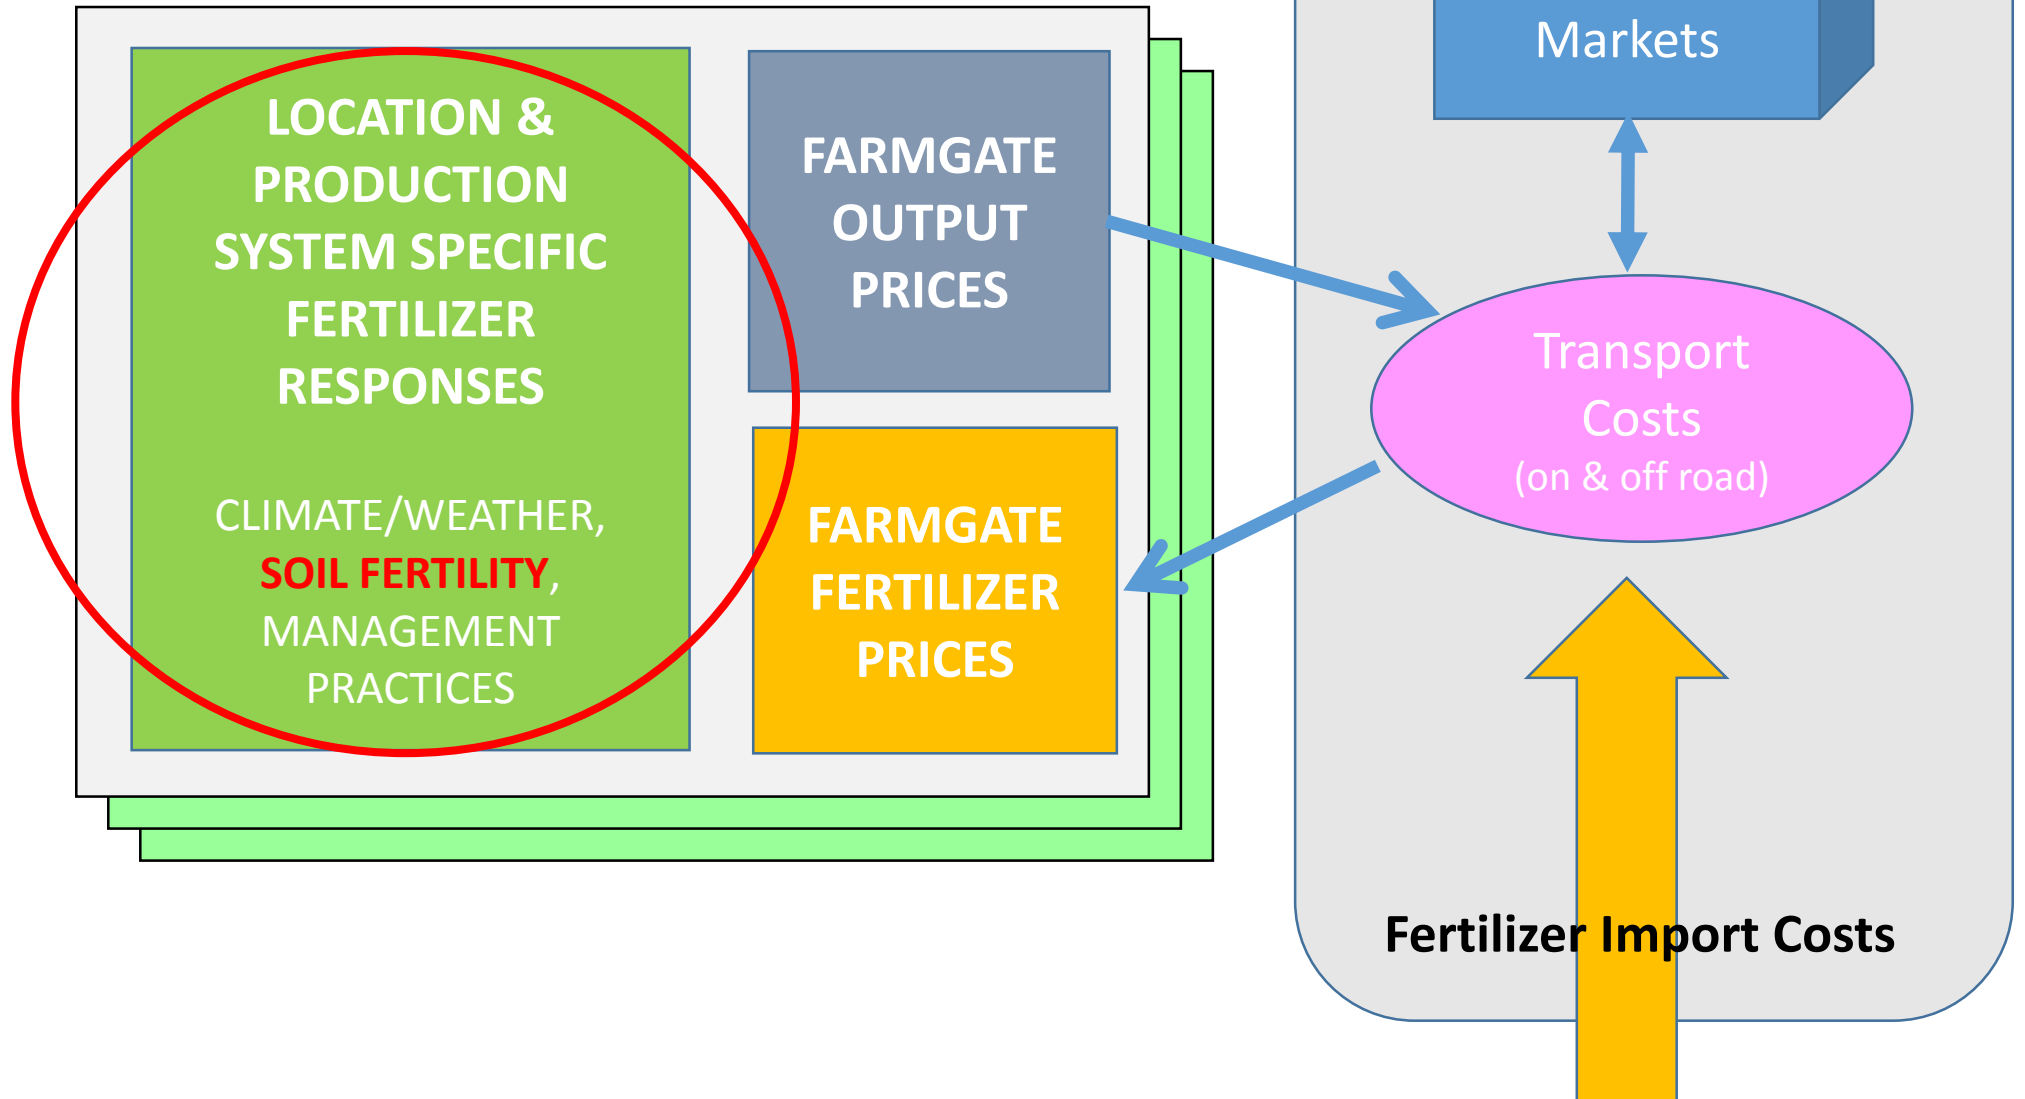 LOCATION &
PRODUCTION
SYSTEM SPECIFIC
FERTILIZER
RESPONSES
CLIMATE/WEATHER,
SOIL FERTILITY,
MANAGEMENT
PRACTICES
FARMGATE
OUTPUT
PRICES
FARMGATE
FERTILIZER
PRICES
Markets
Transport
Costs
(on & off road)
Fertilizer Import Costs